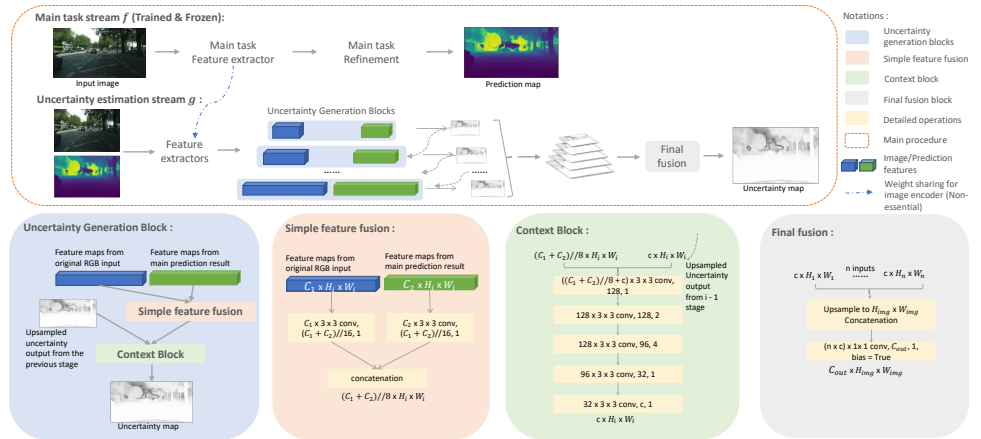 Main task stream f (Trained & Frozen):
Input image
Main task
Feature extractor
Main task
Refinement
Prediction map
Uncertainty estimation stream g :
Feature
extractors
Uncertainty Generation Blocks
......
......
...
Final
fusion
Uncertainty map
Notations :
Uncertainty
generation blocks
Simple feature fusion
Context block
Final fusion block
Detailed operations
Main procedure
Image/Prediction
features
Weight sharing for
image encoder (Non-
essential)
Uncertainty Generation Block :
Feature maps from
original RGB input
Feature maps from
main prediction result
Simple feature fusion
Upsampled
uncertainty
output from the
previous stage
Context Block
Uncertainty map
Simple feature fusion :
Feature maps from
original RGB input
Feature maps from
main prediction result
C₁ x Hᵢ x Wᵢ
C₂ x Hᵢ x Wᵢ
C₁ x 3 x 3 conv,
(C₁ + C₂)//16, 1
C₂ x 3 x 3 conv,
(C₁ + C₂)//16, 1
concatenation
(C₁ + C₂)//8 x Hᵢ x Wᵢ
Context Block :
(C₁ + C₂)//8 x Hᵢ x Wᵢ
c x Hᵢ x Wᵢ
Upsampled
Uncertainty
output
from i - 1
stage
((C₁ + C₂)//8 + c) x 3 x 3 conv,
128, 1
128 x 3 x 3 conv, 128, 2
128 x 3 x 3 conv, 96, 4
96 x 3 x 3 conv, 32, 1
32 x 3 x 3 conv, c, 1
c x Hᵢ x Wᵢ
Final fusion :
c x H₁ x W₁
n inputs
......
c x Hₙ x Wₙ
Upsample to H_img x W_img
Concatenation
(n x c) x 1x 1 conv, C_out, 1,
bias = True
C_out x H_img x W_img